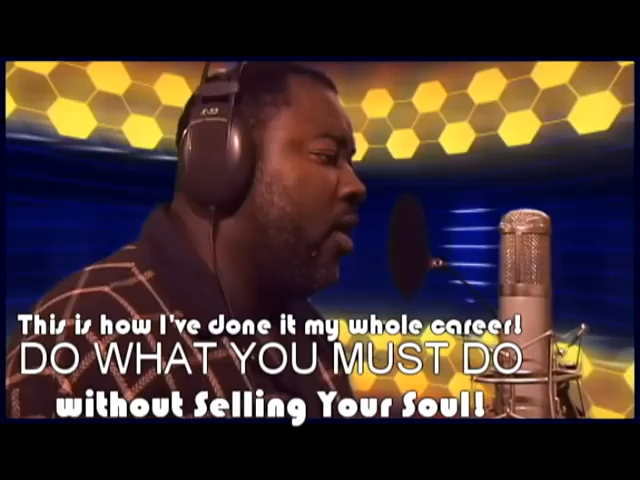 This is how I've done it my whole career!
DO WHAT YOU MUST DO
without Selling Your Soul!